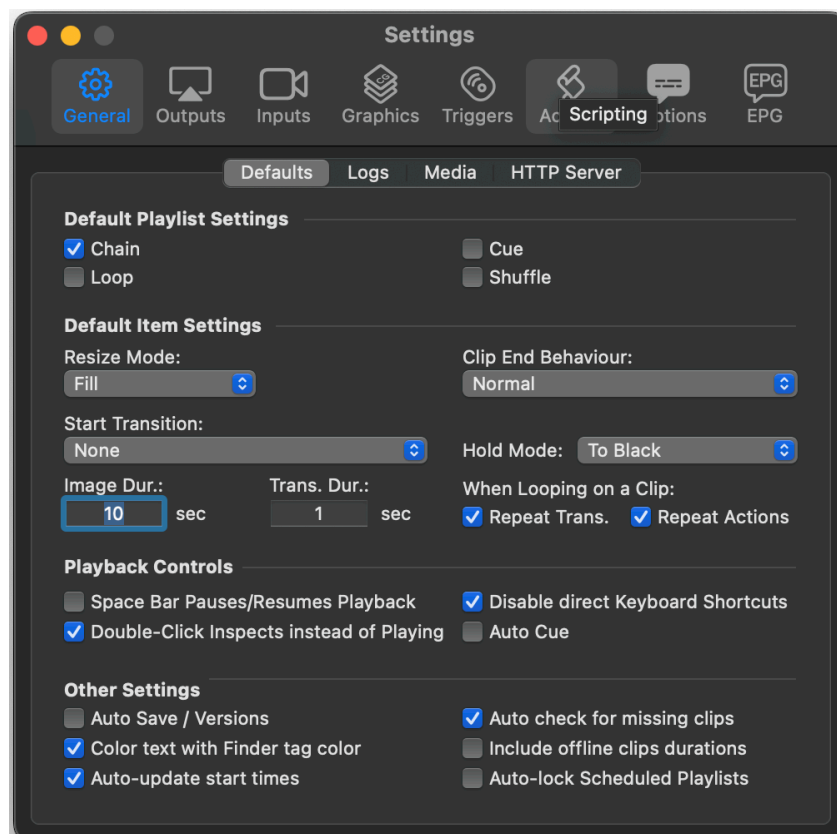 Settings
General Outputs Inputs Graphics Triggers Scripting EPG EPG
Defaults Logs Media HTTP Server
Default Playlist Settings
Chain Cue
Loop Shuffle
Default Item Settings
Resize Mode: Clip End Behaviour:
Fill Normal
Start Transition:
None Hold Mode: To Black
Image Dur.: Trans. Dur.: When Looping on a Clip:
10 sec 1 sec Repeat Trans. Repeat Actions
Playback Controls
Space Bar Pauses/Resumes Playback Disable direct Keyboard Shortcuts
Double-Click Inspects instead of Playing Auto Cue
Other Settings
Auto Save / Versions Auto check for missing clips
Color text with Finder tag color Include offline clips durations
Auto-update start times Auto-lock Scheduled Playlists